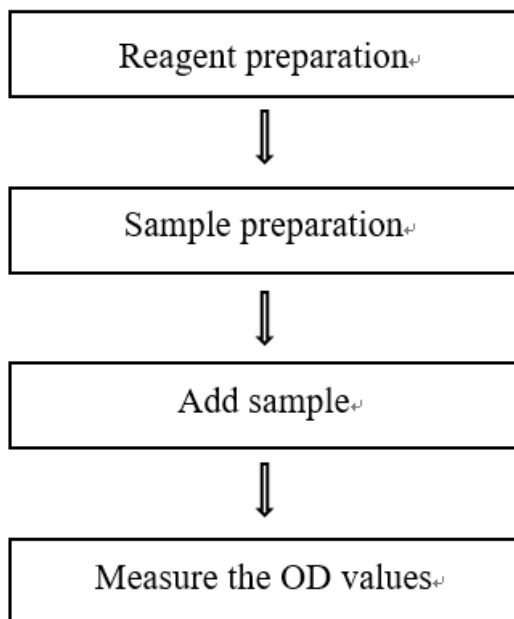 Reagent preparation
Sample preparation
Add sample
Measure the OD values